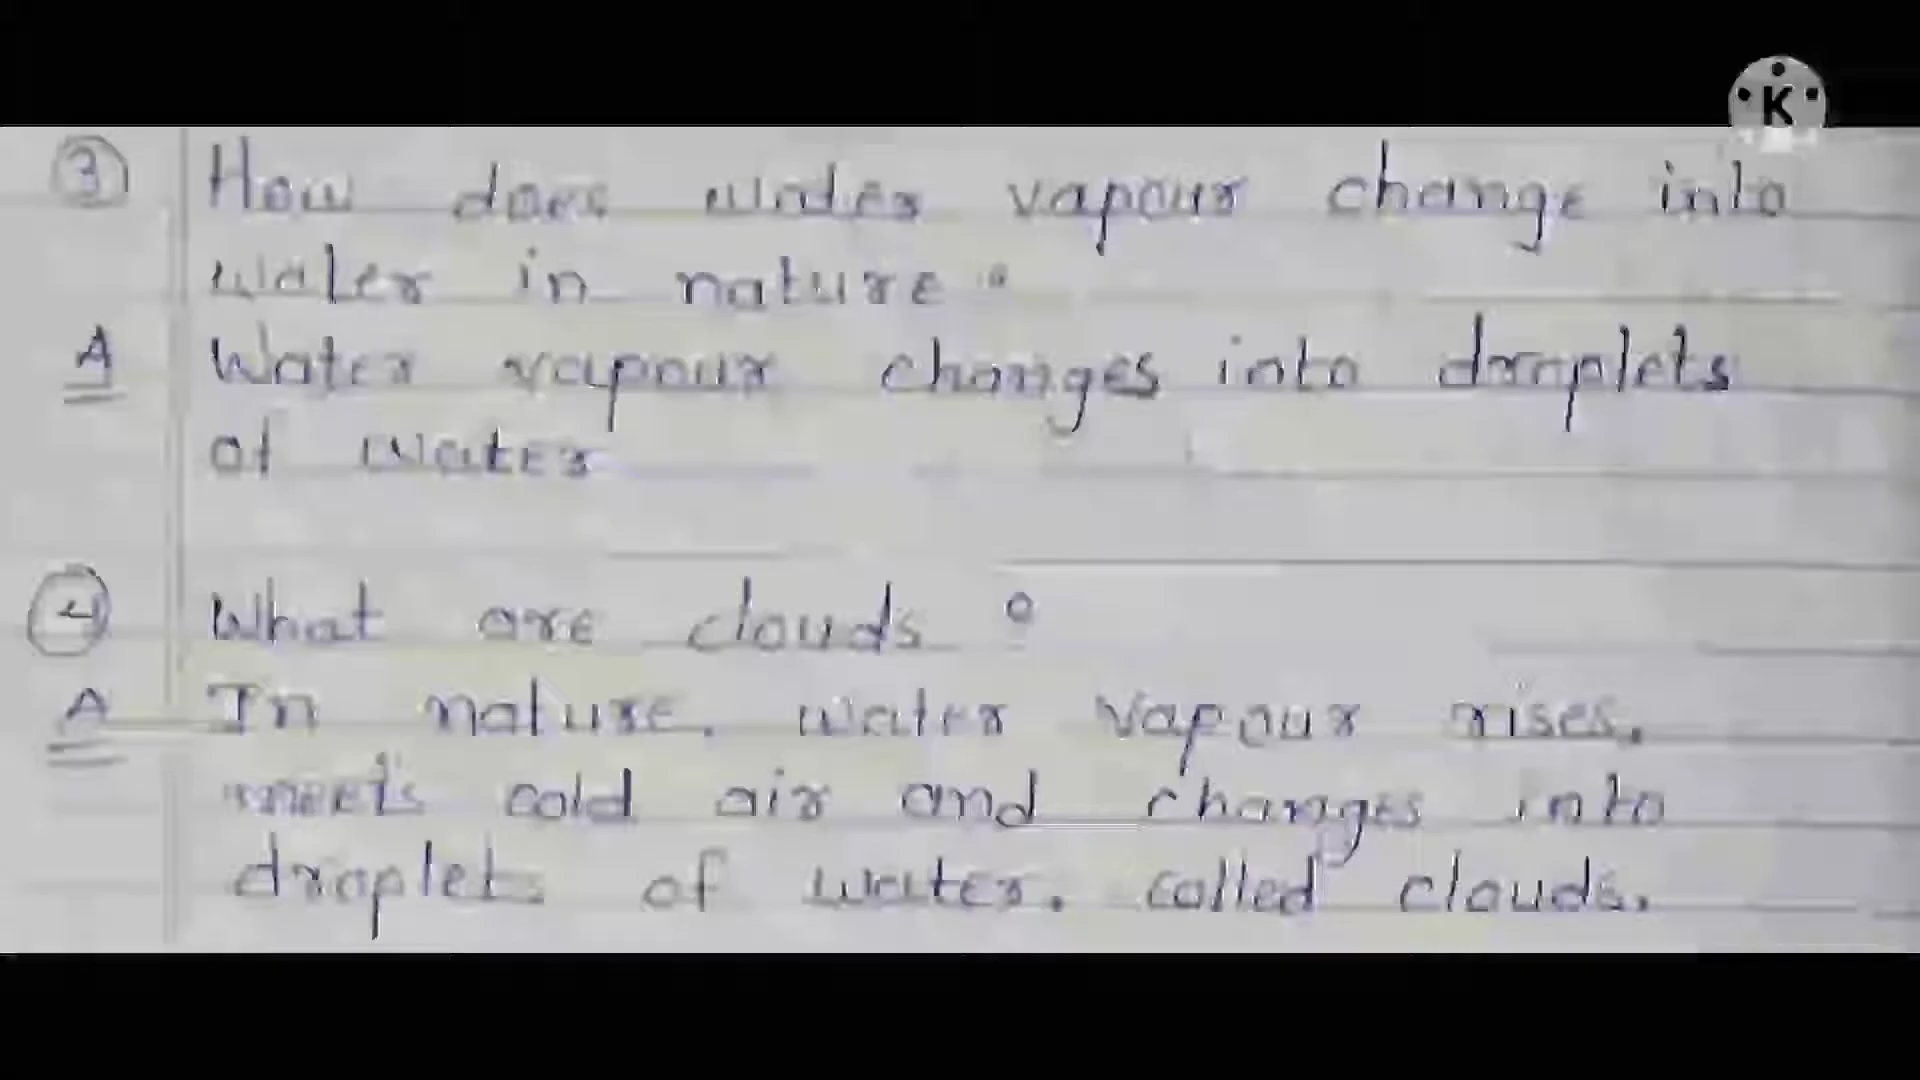 K
3 How does water vapour change into
water in nature
A Water vapour changes into droplets
of water
4 What are clouds ?
A In nature, water vapour rises,
meets cold air and changes into
droplets of water, called clouds.